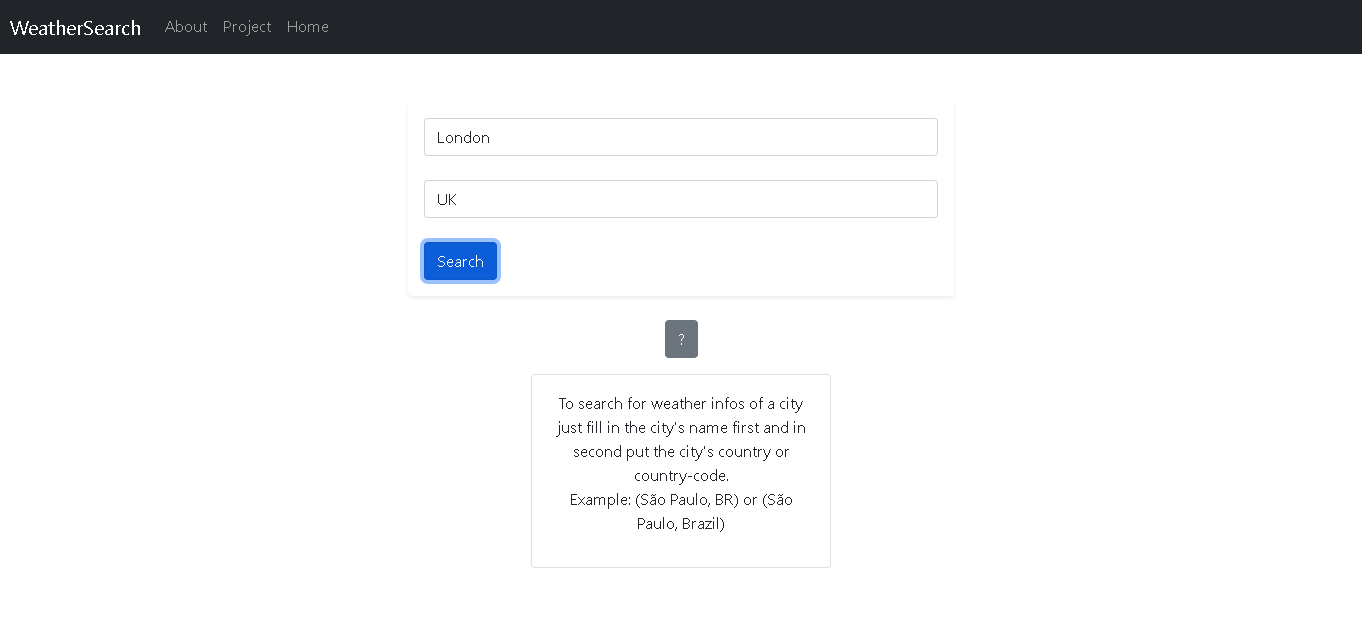 WeatherSearch About Project Home
London
UK
Search
?
To search for weather infos of a city
just fill in the city's name first and in
second put the city's country or
country-code.
Example: (São Paulo, BR) or (São
Paulo, Brazil)